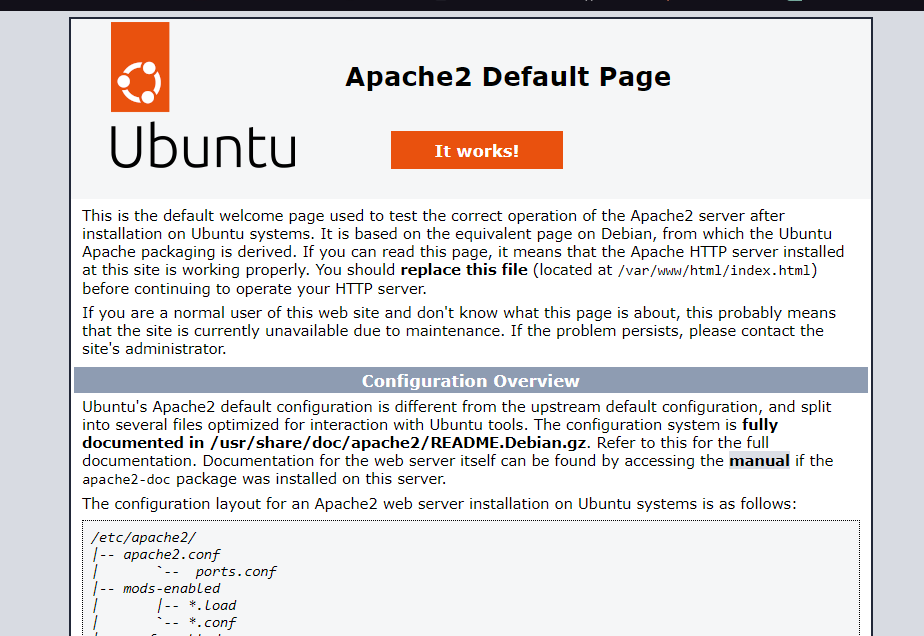 Ubuntu
Apache2 Default Page
It works!
This is the default welcome page used to test the correct operation of the Apache2 server after
installation on Ubuntu systems. It is based on the equivalent page on Debian, from which the Ubuntu
Apache packaging is derived. If you can read this page, it means that the Apache HTTP server installed
at this site is working properly. You should replace this file (located at /var/www/html/index.html)
before continuing to operate your HTTP server.
If you are a normal user of this web site and don't know what this page is about, this probably means
that the site is currently unavailable due to maintenance. If the problem persists, please contact the
site's administrator.
Configuration Overview
Ubuntu's Apache2 default configuration is different from the upstream default configuration, and split
into several files optimized for interaction with Ubuntu tools. The configuration system is fully
documented in /usr/share/doc/apache2/README.Debian.gz. Refer to this for the full
documentation. Documentation for the web server itself can be found by accessing the manual if the
apache2-doc package was installed on this server.
The configuration layout for an Apache2 web server installation on Ubuntu systems is as follows:
/etc/apache2/
|-- apache2.conf
|       `--  ports.conf
|-- mods-enabled
|       |-- *.load
|       `-- *.conf